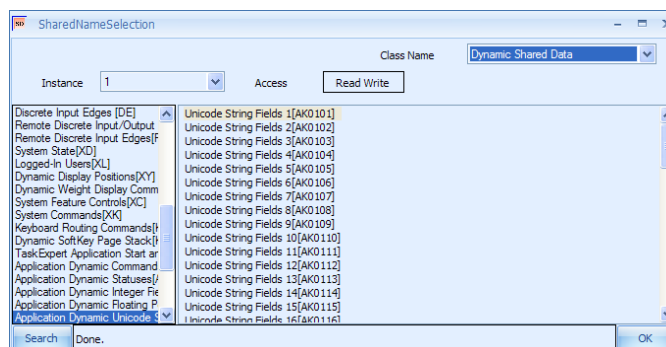 SD SharedNameSelection
Class Name Dynamic Shared Data
Instance 1 Access Read Write
Discrete Input Edges [DE]
Remote Discrete Input/Output
Remote Discrete Input Edges[F
System State[XD]
Logged-In Users[XL]
Dynamic Display Positions[XY]
Dynamic Weight Display Comm
System Feature Controls[XC]
System Commands[XK]
Keyboard Routing Commands[
Dynamic SoftKey Page Stack[
TaskExpert Application Start ar
Application Dynamic Command
Application Dynamic Statuses[
Application Dynamic Integer Fie
Application Dynamic Floating P
Application Dynamic Unicode S
Unicode String Fields 1[AK0101]
Unicode String Fields 2[AK0102]
Unicode String Fields 3[AK0103]
Unicode String Fields 4[AK0104]
Unicode String Fields 5[AK0105]
Unicode String Fields 6[AK0106]
Unicode String Fields 7[AK0107]
Unicode String Fields 8[AK0108]
Unicode String Fields 9[AK0109]
Unicode String Fields 10[AK0110]
Unicode String Fields 11[AK0111]
Unicode String Fields 12[AK0112]
Unicode String Fields 13[AK0113]
Unicode String Fields 14[AK0114]
Unicode String Fields 15[AK0115]
Unicode String Fields 16[AK0116]
Search Done. OK